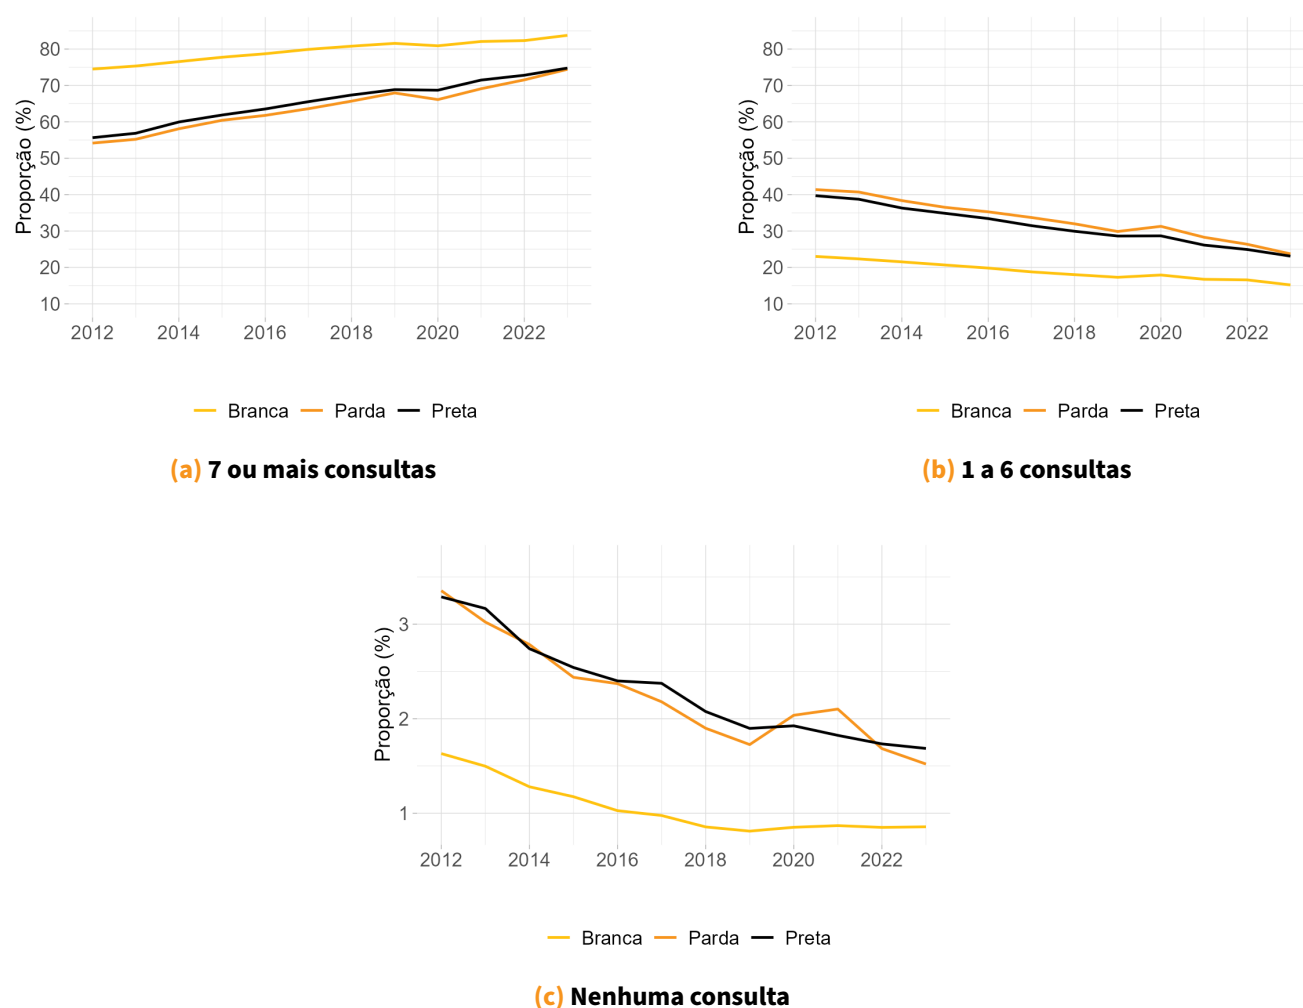 Proporção (%)
80
70
60
50
40
30
20
10
2012 2014 2016 2018 2020 2022
Branca Parda Preta
(a) 7 ou mais consultas
Proporção (%)
80
70
60
50
40
30
20
10
2012 2014 2016 2018 2020 2022
Branca Parda Preta
(b) 1 a 6 consultas
Proporção (%)
3
2
1
2012 2014 2016 2018 2020 2022
Branca Parda Preta
(c) Nenhuma consulta